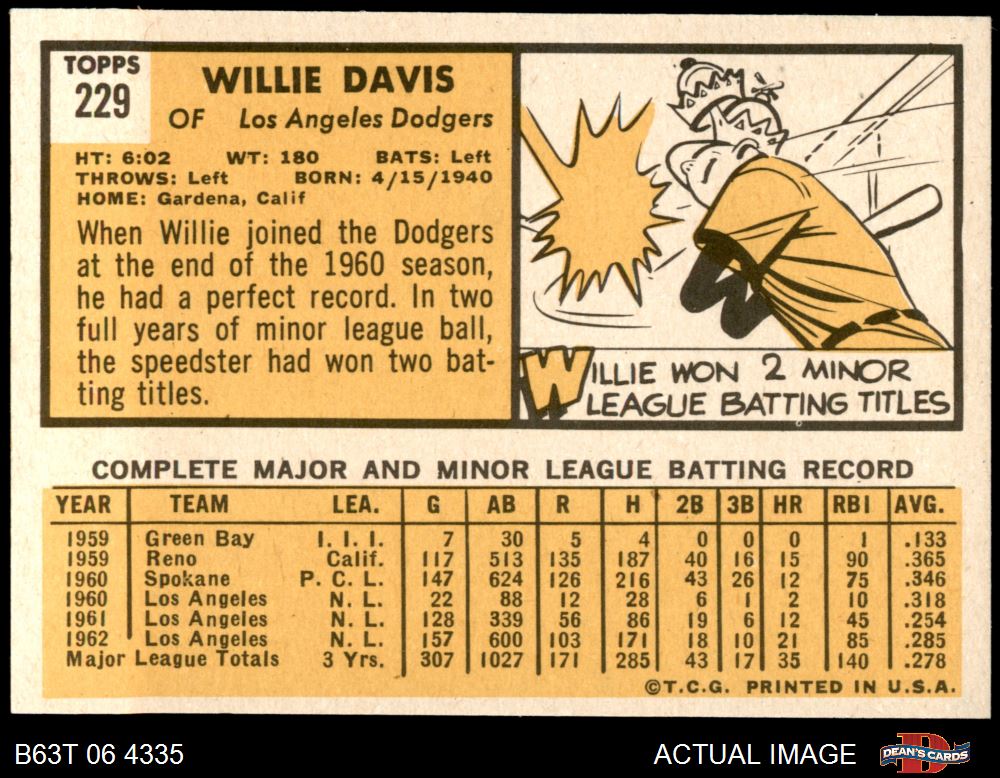 TOPPS
229
WILLIE DAVIS
OF Los Angeles Dodgers
HT: 6:02 WT: 180 BATS: Left
THROWS: Left BORN: 4/15/1940
HOME: Gardena, Calif
When Willie joined the Dodgers
at the end of the 1960 season,
he had a perfect record. In two
full years of minor league ball,
the speedster had won two bat-
ting titles.
WILLIE WON 2 MINOR
LEAGUE BATTING TITLES
COMPLETE MAJOR AND MINOR LEAGUE BATTING RECORD
YEAR TEAM LEA. G AB R H 2B 3B HR RBI AVG.
1959 Green Bay I. I. I. 7 30 5 4 0 0 0 1 .133
1959 Reno Calif. 117 513 135 187 40 16 15 90 .365
1960 Spokane P. C. L. 147 624 126 216 43 26 12 75 .346
1960 Los Angeles N. L. 22 88 12 28 6 1 2 10 .318
1961 Los Angeles N. L. 128 339 56 86 19 6 12 45 .254
1962 Los Angeles N. L. 157 600 103 171 18 10 21 85 .285
Major League Totals 3 Yrs. 307 1027 171 285 43 17 35 140 .278
©T.C.G. PRINTED IN U.S.A.
B63T 06 4335 ACTUAL IMAGE DEAN'S CARDS